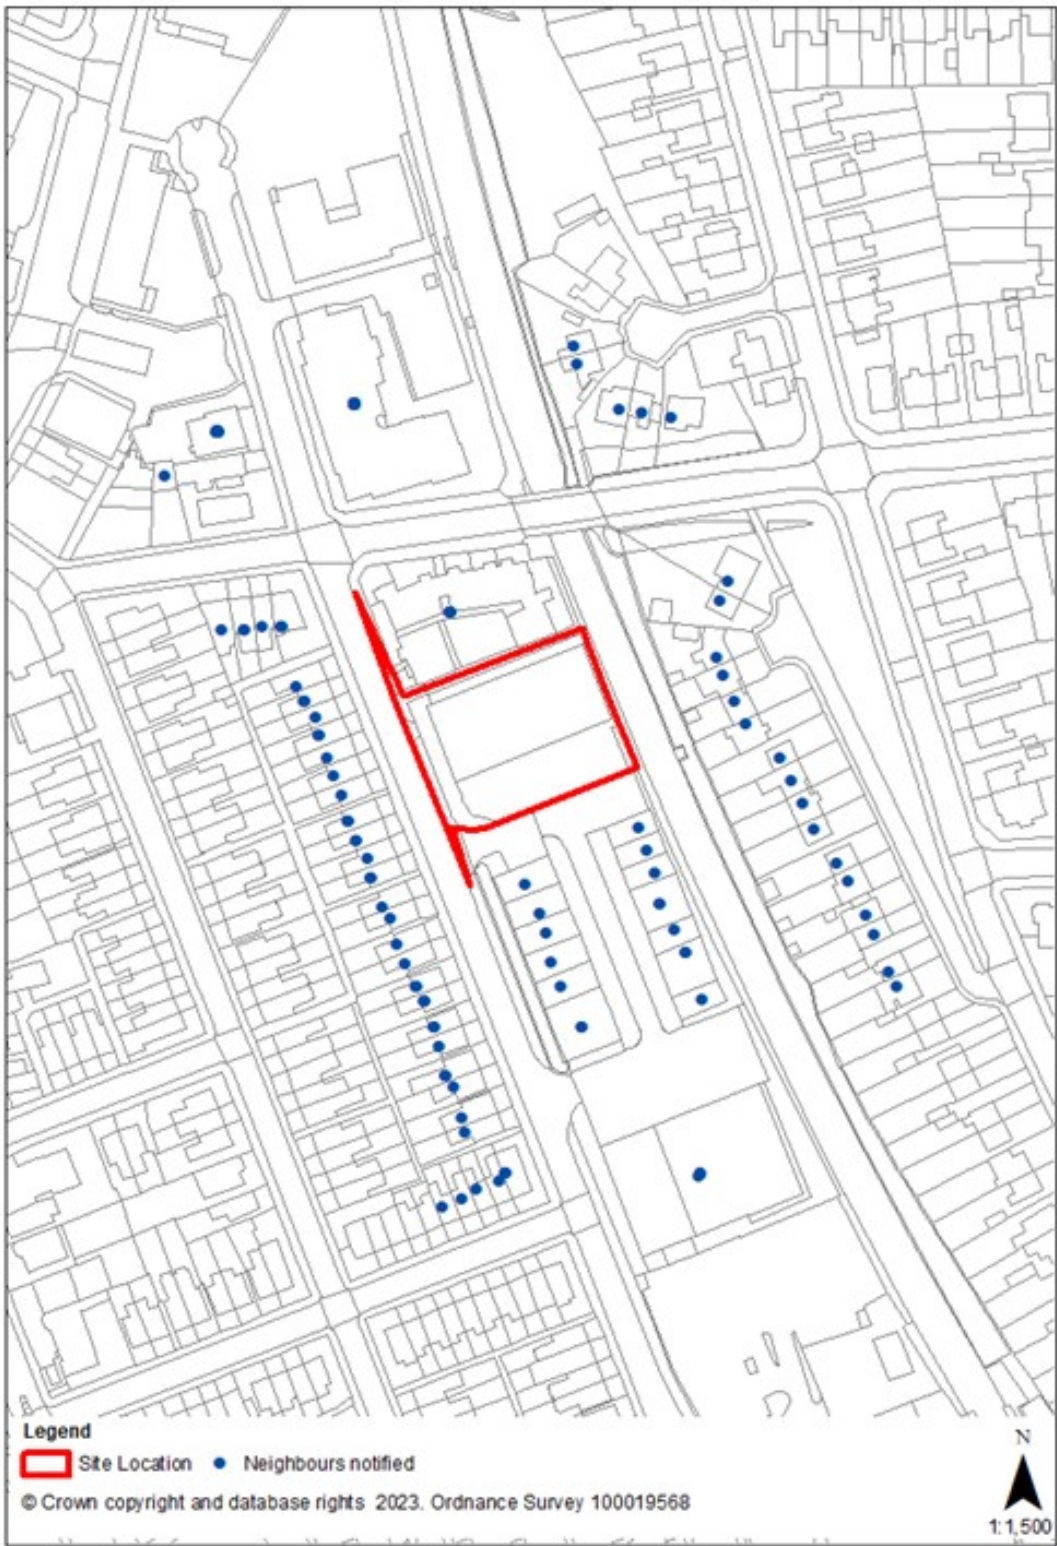 Legend
Site Location
Neighbours notified
© Crown copyright and database rights 2023. Ordnance Survey 100019568
N
1:1,500